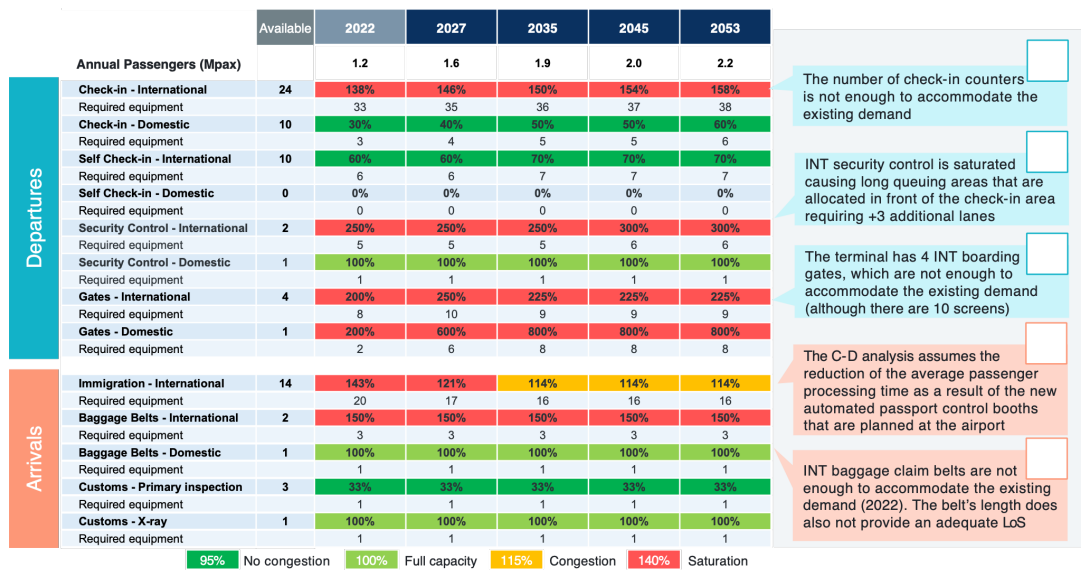 Available 2022 2027 2035 2045 2053
Annual Passengers (Mpax) 1.2 1.6 1.9 2.0 2.2
Departures
Check-in - International 24 138% 146% 150% 154% 158%
Required equipment 33 35 36 37 38
Check-in - Domestic 10 30% 40% 50% 50% 60%
Required equipment 3 4 5 5 6
Self Check-in - International 10 60% 60% 70% 70% 70%
Required equipment 6 6 7 7 7
Self Check-in - Domestic 0 0% 0% 0% 0% 0%
Required equipment 0 0 0 0 0
Security Control - International 2 250% 250% 250% 300% 300%
Required equipment 5 5 5 6 6
Security Control - Domestic 1 100% 100% 100% 100% 100%
Required equipment 1 1 1 1 1
Gates - International 4 200% 250% 225% 225% 225%
Required equipment 8 10 9 9 9
Gates - Domestic 1 200% 600% 800% 800% 800%
Required equipment 2 6 8 8 8
Arrivals
Immigration - International 14 143% 121% 114% 114% 114%
Required equipment 20 17 16 16 16
Baggage Belts - International 2 150% 150% 150% 150% 150%
Required equipment 3 3 3 3 3
Baggage Belts - Domestic 1 100% 100% 100% 100% 100%
Required equipment 1 1 1 1 1
Customs - Primary inspection 3 33% 33% 33% 33% 33%
Required equipment 1 1 1 1 1
Customs - X-ray 1 100% 100% 100% 100% 100%
Required equipment 1 1 1 1 1
95% No congestion 100% Full capacity 115% Congestion 140% Saturation
The number of check-in counters
is not enough to accommodate the
existing demand
INT security control is saturated
causing long queuing areas that are
allocated in front of the check-in area
requiring +3 additional lanes
The terminal has 4 INT boarding
gates, which are not enough to
accommodate the existing demand
(although there are 10 screens)
The C-D analysis assumes the
reduction of the average passenger
processing time as a result of the new
automated passport control booths
that are planned at the airport
INT baggage claim belts are not
enough to accommodate the existing
demand (2022). The belt's length does
also not provide an adequate LoS